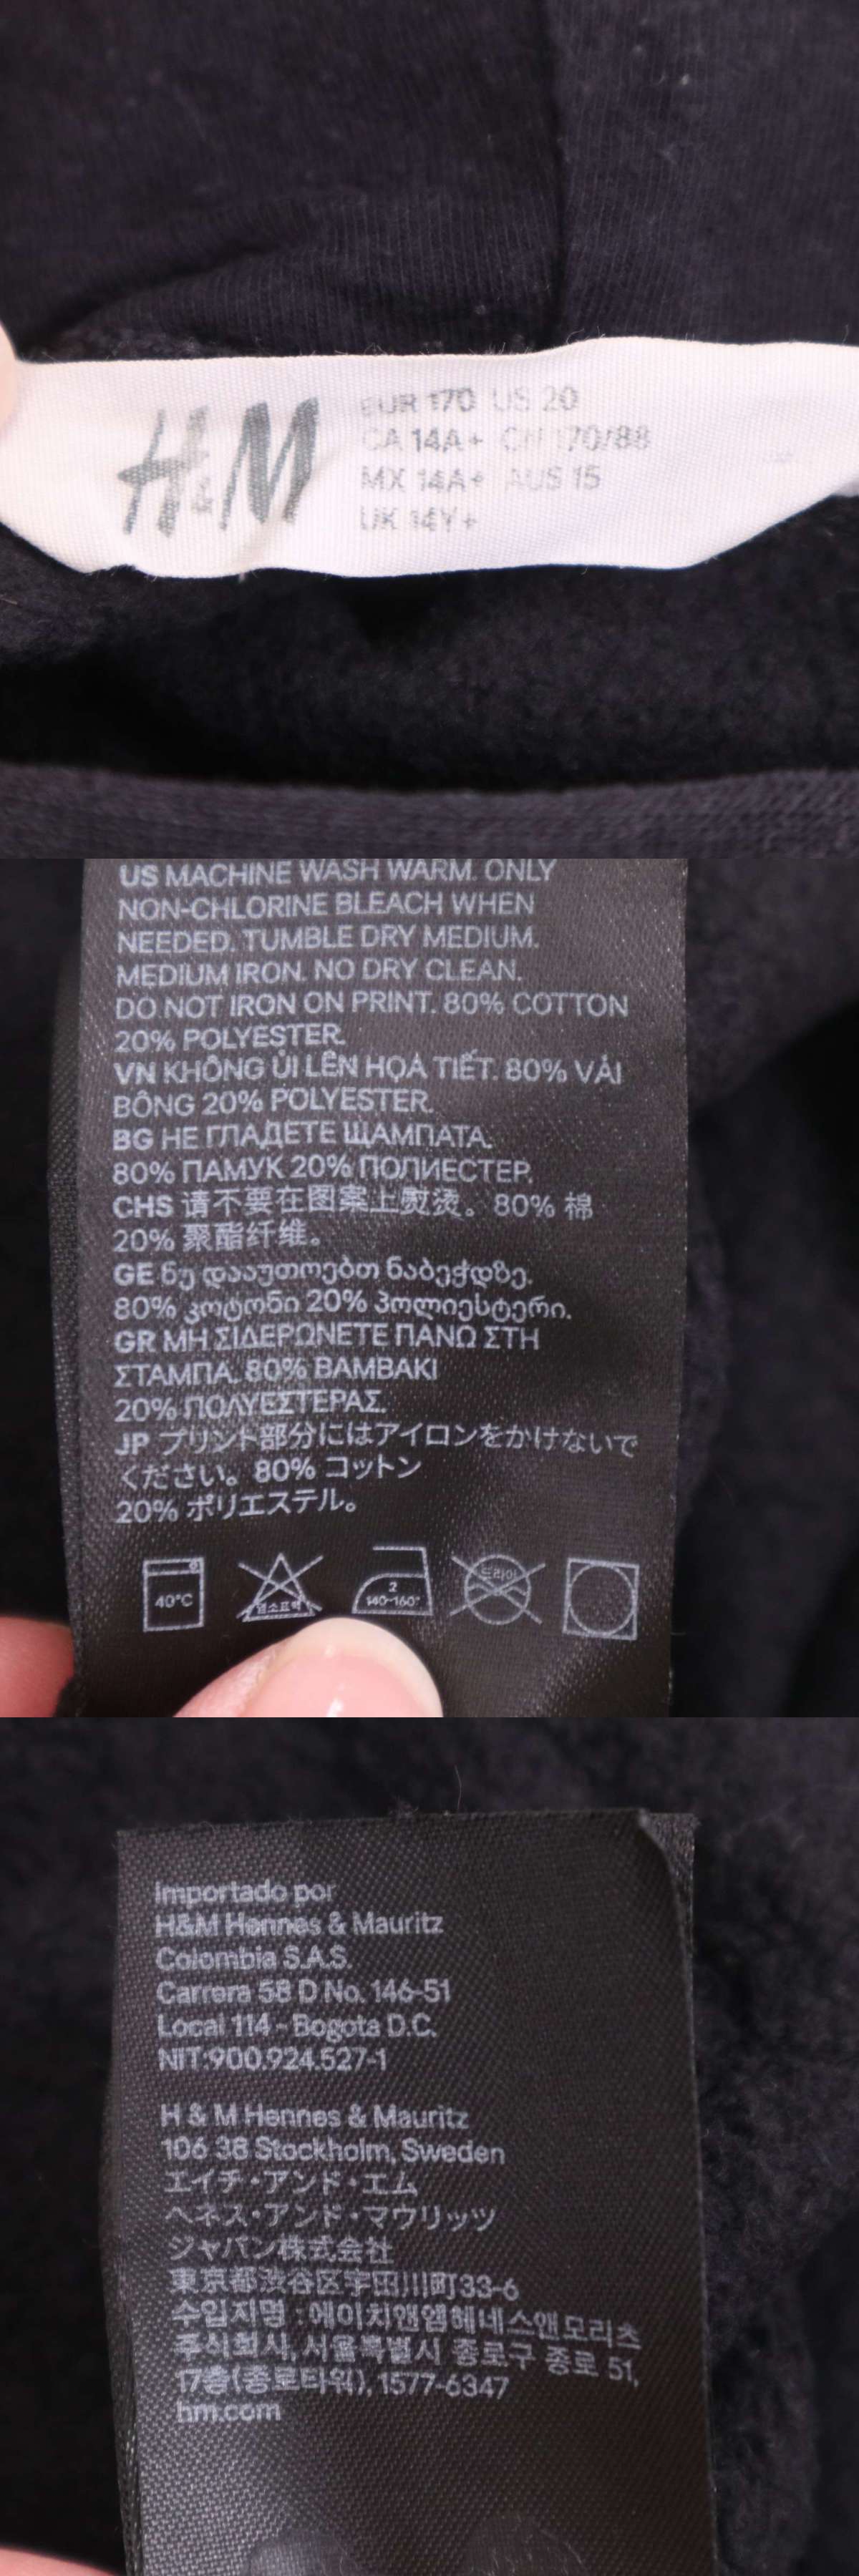 H&M
EUR 170 US 20
CA 14A+ CN 170/88
MX 14A+ AUS 15
UK 14Y+
US MACHINE WASH WARM. ONLY
NON-CHLORINE BLEACH WHEN
NEEDED. TUMBLE DRY MEDIUM.
MEDIUM IRON. NO DRY CLEAN.
DO NOT IRON ON PRINT. 80% COTTON
20% POLYESTER.
VN KHÔNG ỦI LÊN HỌA TIẾT. 80% VẢI
BÔNG 20% POLYESTER.
BG НЕ ГЛАДЕТЕ ЩАМПАТА.
80% ПАМУК 20% ПОЛИЕСТЕР.
CHS 请不要在图案上熨烫。80% 棉
20% 聚酯纤维。
GE ნუ დააუთოებთ ნაბეჭდზე.
80% კოტონი 20% პოლიესტერი.
GR ΜΗ ΣΙΔΕΡΩΝΕΤΕ ΠΑΝΩ ΣΤΗ
ΣΤΑΜΠΑ. 80% ΒΑΜΒΑΚΙ
20% ΠΟΛΥΕΣΤΕΡΑΣ.
JP プリント部分にはアイロンをかけないで
ください。80% コットン
20% ポリエステル。
40°C 염소표백 2 140~160° 드라이
Importado por
H&M Hennes & Mauritz
Colombia S.A.S.
Carrera 58 D No. 146-51
Local 114 - Bogota D.C.
NIT:900.924.527-1
H & M Hennes & Mauritz
106 38 Stockholm, Sweden
エイチ・アンド・エム
ヘネス・アンド・マウリッツ
ジャパン株式会社
東京都渋谷区宇田川町33-6
수입자명 : 에이치앤엠헤네스앤모리츠
주식회사, 서울특별시 종로구 종로 51,
17층(종로타워), 1577-6347
hm.com